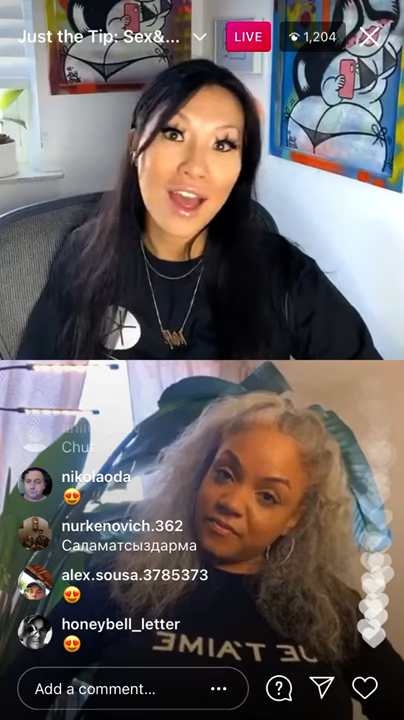 Just the Tip: Sex&...
LIVE
1,204
Chut
nikolaoda
😍
nurkenovich.362
Саламатсыздарма
alex.sousa.3785373
😍
honeybell_letter
😍
JE T'AIME
Add a comment...